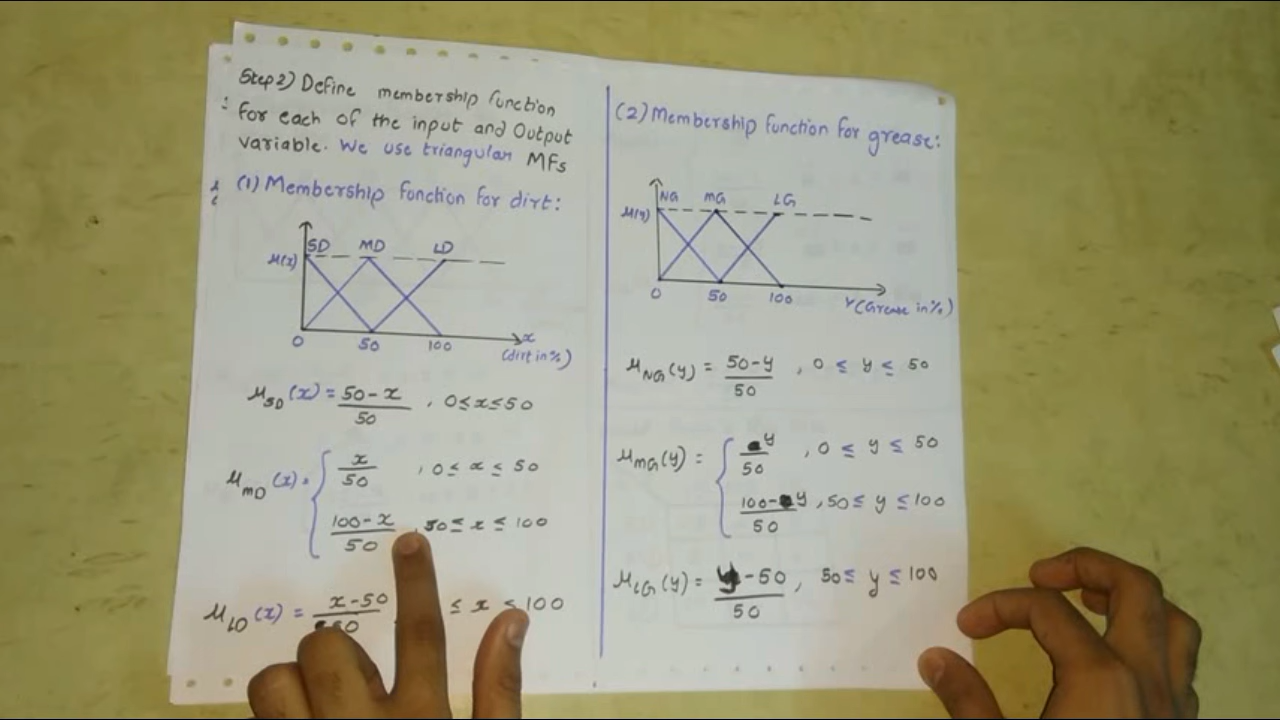 Step 2) Define membership function
for each of the input and output
variable. We use triangular MFs
(1) Membership function for dirt:
SD MD LD
μ(x)
0 50 100
x
(dirt in %)
μSD (x) = 50 - x / 50 , 0 ≤ x ≤ 50
μMD (x) = { x / 50 , 0 ≤ x ≤ 50
100 - x / 50 , 50 ≤ x ≤ 100
μLD (x) = x - 50 / 50 ≤ x ≤ 100
(2) Membership function for grease:
NG MG LG
μ(y)
0 50 100
Y (Grease in %)
μNG (y) = 50 - y / 50 , 0 ≤ y ≤ 50
μMG (y) = { y / 50 , 0 ≤ y ≤ 50
100 - y / 50 , 50 ≤ y ≤ 100
μLG (y) = y - 50 / 50 , 50 ≤ y ≤ 100